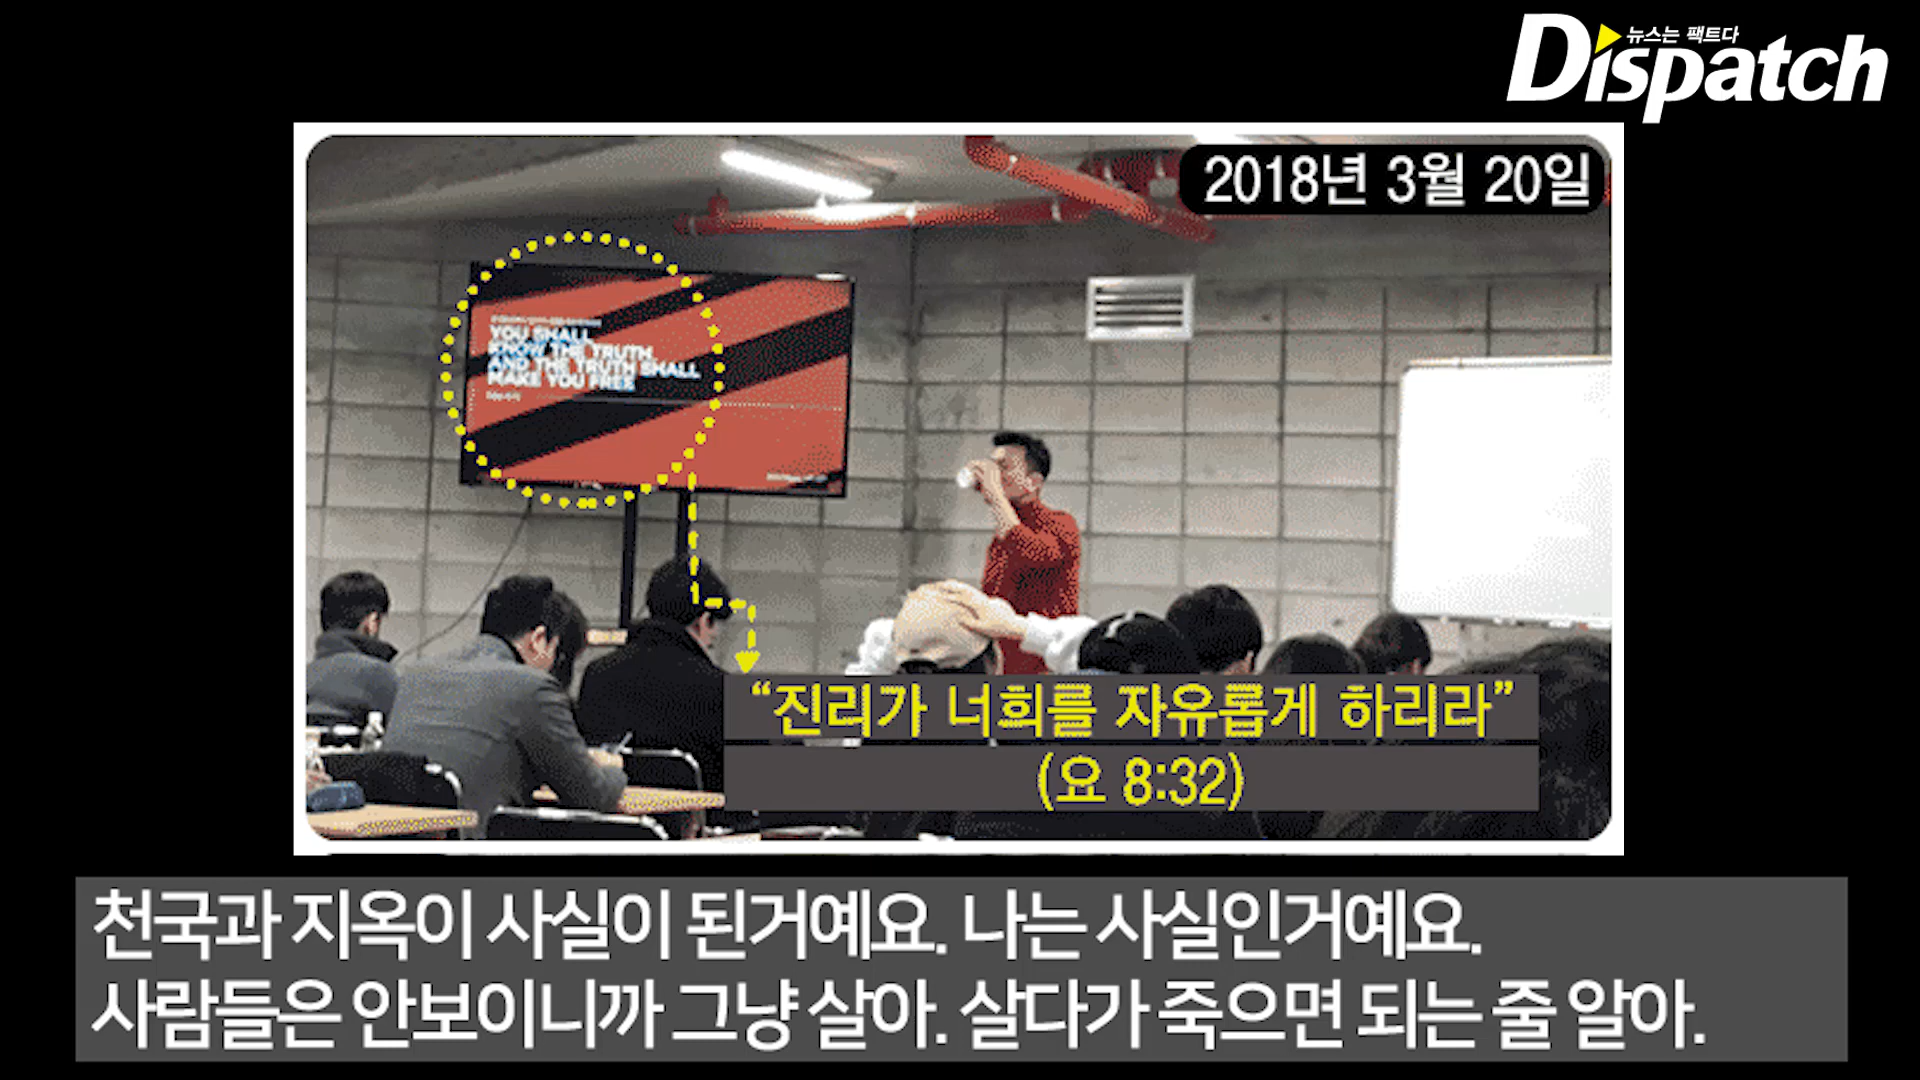 뉴스는 팩트다
Dispatch
2018년 3월 20일
YOU SHALL
KNOW THE TRUTH
AND THE TRUTH SHALL
MAKE YOU FREE
“진리가 너희를 자유롭게 하리라”
(요 8:32)
천국과 지옥이 사실이 된거예요. 나는 사실인거예요.
사람들은 안보이니까 그냥 살아. 살다가 죽으면 되는 줄 알아.